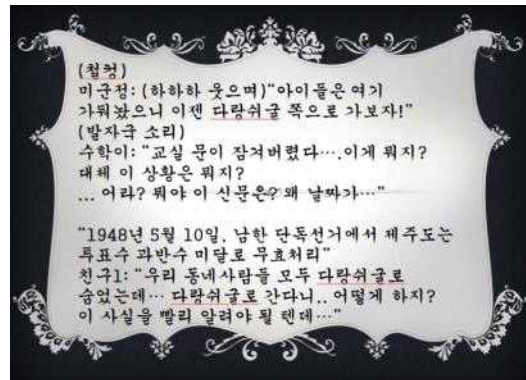 (철컹)
미군정: (하하하 웃으며)“아이들은 여기
가둬놨으니 이젠 다랑쉬굴 쪽으로 가보자!”
(발자국 소리)
수학이: “교실 문이 잠겨버렸다….이게 뭐지?
대체 이 상황은 뭐지?
... 어라? 뭐야 이 신문은? 왜 날짜가…”
“1948년 5월 10일. 남한 단독선거에서 제주도는
투표수 과반수 미달로 무효처리”
친구1: “우리 동네사람들 모두 다랑쉬굴로
숨었는데… 다랑쉬굴로 간다니.. 어떻게 하지?
이 사실을 빨리 알려야 될 텐데…”